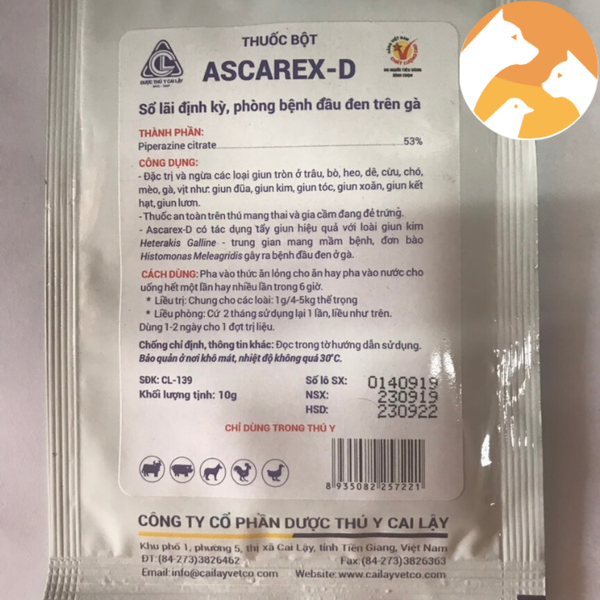 THUỐC BỘT
DƯỢC THÚ Y CAI LẬY
ASCAREX-D
Sổ lãi định kỳ, phòng bệnh đầu đen trên gà
THÀNH PHẦN:
Piperazine citrate 53%
CÔNG DỤNG:
- Đặc trị và ngừa các loại giun tròn ở trâu, bò, heo, dê, cừu, chó,
mèo, gà, vịt như: giun đũa, giun kim, giun tóc, giun xoăn, giun kết
hạt, giun lươn.
- Thuốc an toàn trên thú mang thai và gia cầm đang đẻ trứng.
- Ascarex-D có tác dụng tẩy giun hiệu quả với loài giun kim
Heterakis Galline - trung gian mang mầm bệnh, đơn bào
Histomonas Meleagridis gây ra bệnh đầu đen ở gà.
CÁCH DÙNG: Pha vào thức ăn lỏng cho ăn hay pha vào nước cho
uống hết một lần hay nhiều lần trong 6 giờ.
* Liều trị: Chung cho các loài: 1g/4-5kg thể trọng
* Liều phòng: Cứ 2 tháng sử dụng lại 1 lần, liều như trên.
Dùng 1-2 ngày cho 1 đợt trị liệu.
Chống chỉ định, thông tin khác: Đọc trong tờ hướng dẫn sử dụng.
Bảo quản ở nơi khô mát, nhiệt độ không quá 30°C.
SĐK: CL-139
Khối lượng tịnh: 10g
Số lô SX: 0140919
NSX: 230919
HSD: 230922
CHỈ DÙNG TRONG THÚ Y
8 935082 257221
CÔNG TY CỔ PHẦN DƯỢC THÚ Y CAI LẬY
Khu phố 1, phường 5, thị xã Cai Lậy, tỉnh Tiền Giang, Việt Nam
ĐT: (84-273)3826462 Fax: (84-273)3826363
Email: info@cailayvetco.com Website: www.cailayvetco.com